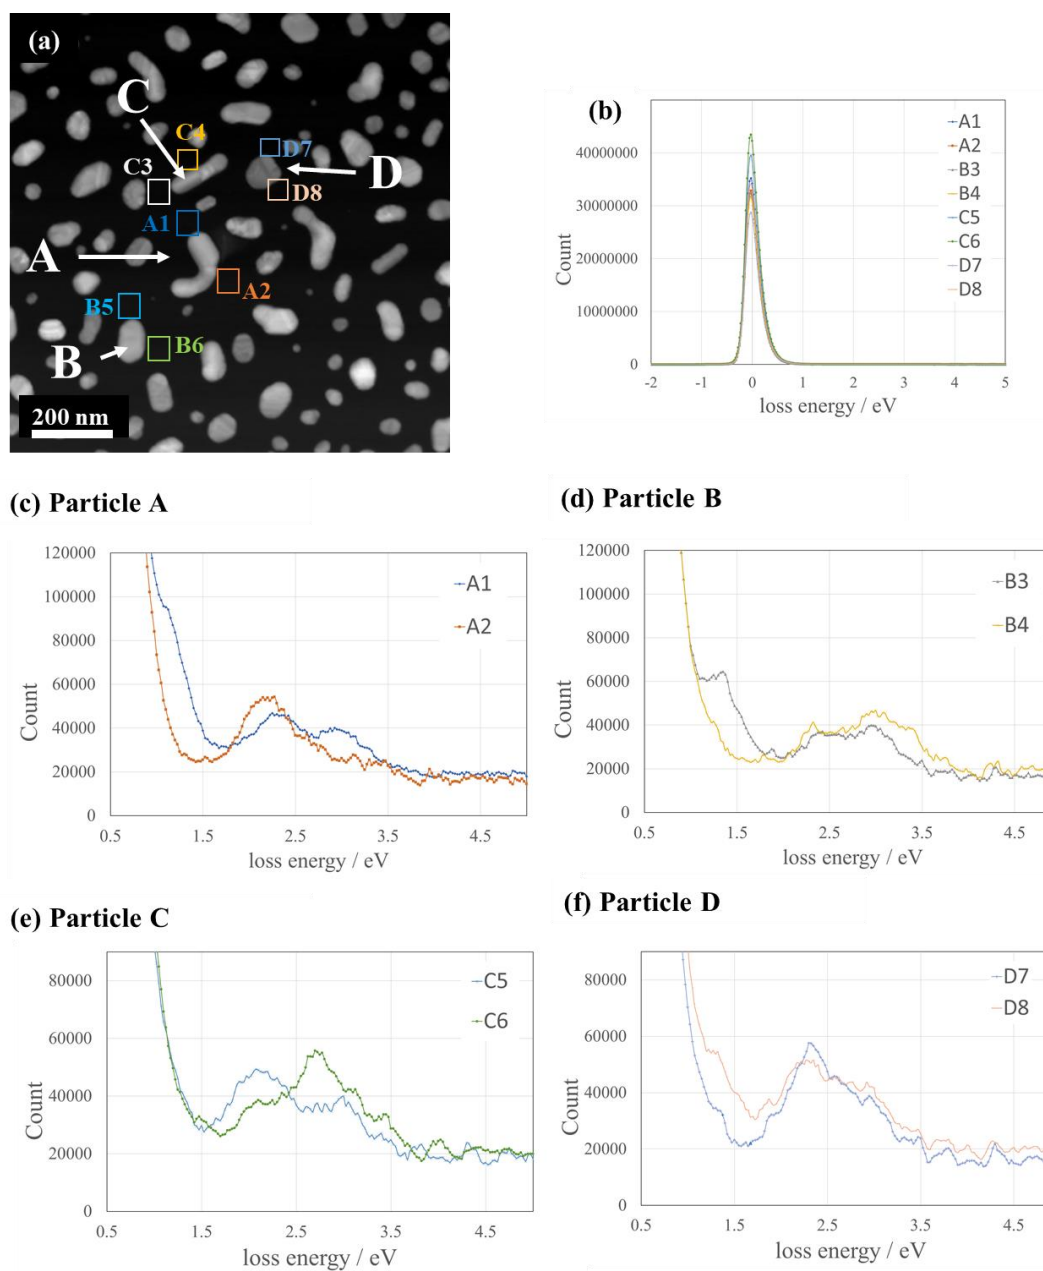 (a)
C
C4
C3
D7
D
D8
A1
A
A2
B5
B
B6
200 nm
(b)
Count
40000000
30000000
20000000
10000000
0
-2 -1 0 1 2 3 4 5
loss energy / eV
A1
A2
B3
B4
C5
C6
D7
D8
(c) Particle A
Count
120000
100000
80000
60000
40000
20000
0
0.5 1.5 2.5 3.5 4.5
loss energy / eV
A1
A2
(d) Particle B
Count
120000
100000
80000
60000
40000
20000
0
0.5 1.5 2.5 3.5 4.5
loss energy / eV
B3
B4
(e) Particle C
Count
80000
60000
40000
20000
0
0.5 1.5 2.5 3.5 4.5
loss energy / eV
C5
C6
(f) Particle D
Count
80000
60000
40000
20000
0
0.5 1.5 2.5 3.5 4.5
loss energy / eV
D7
D8